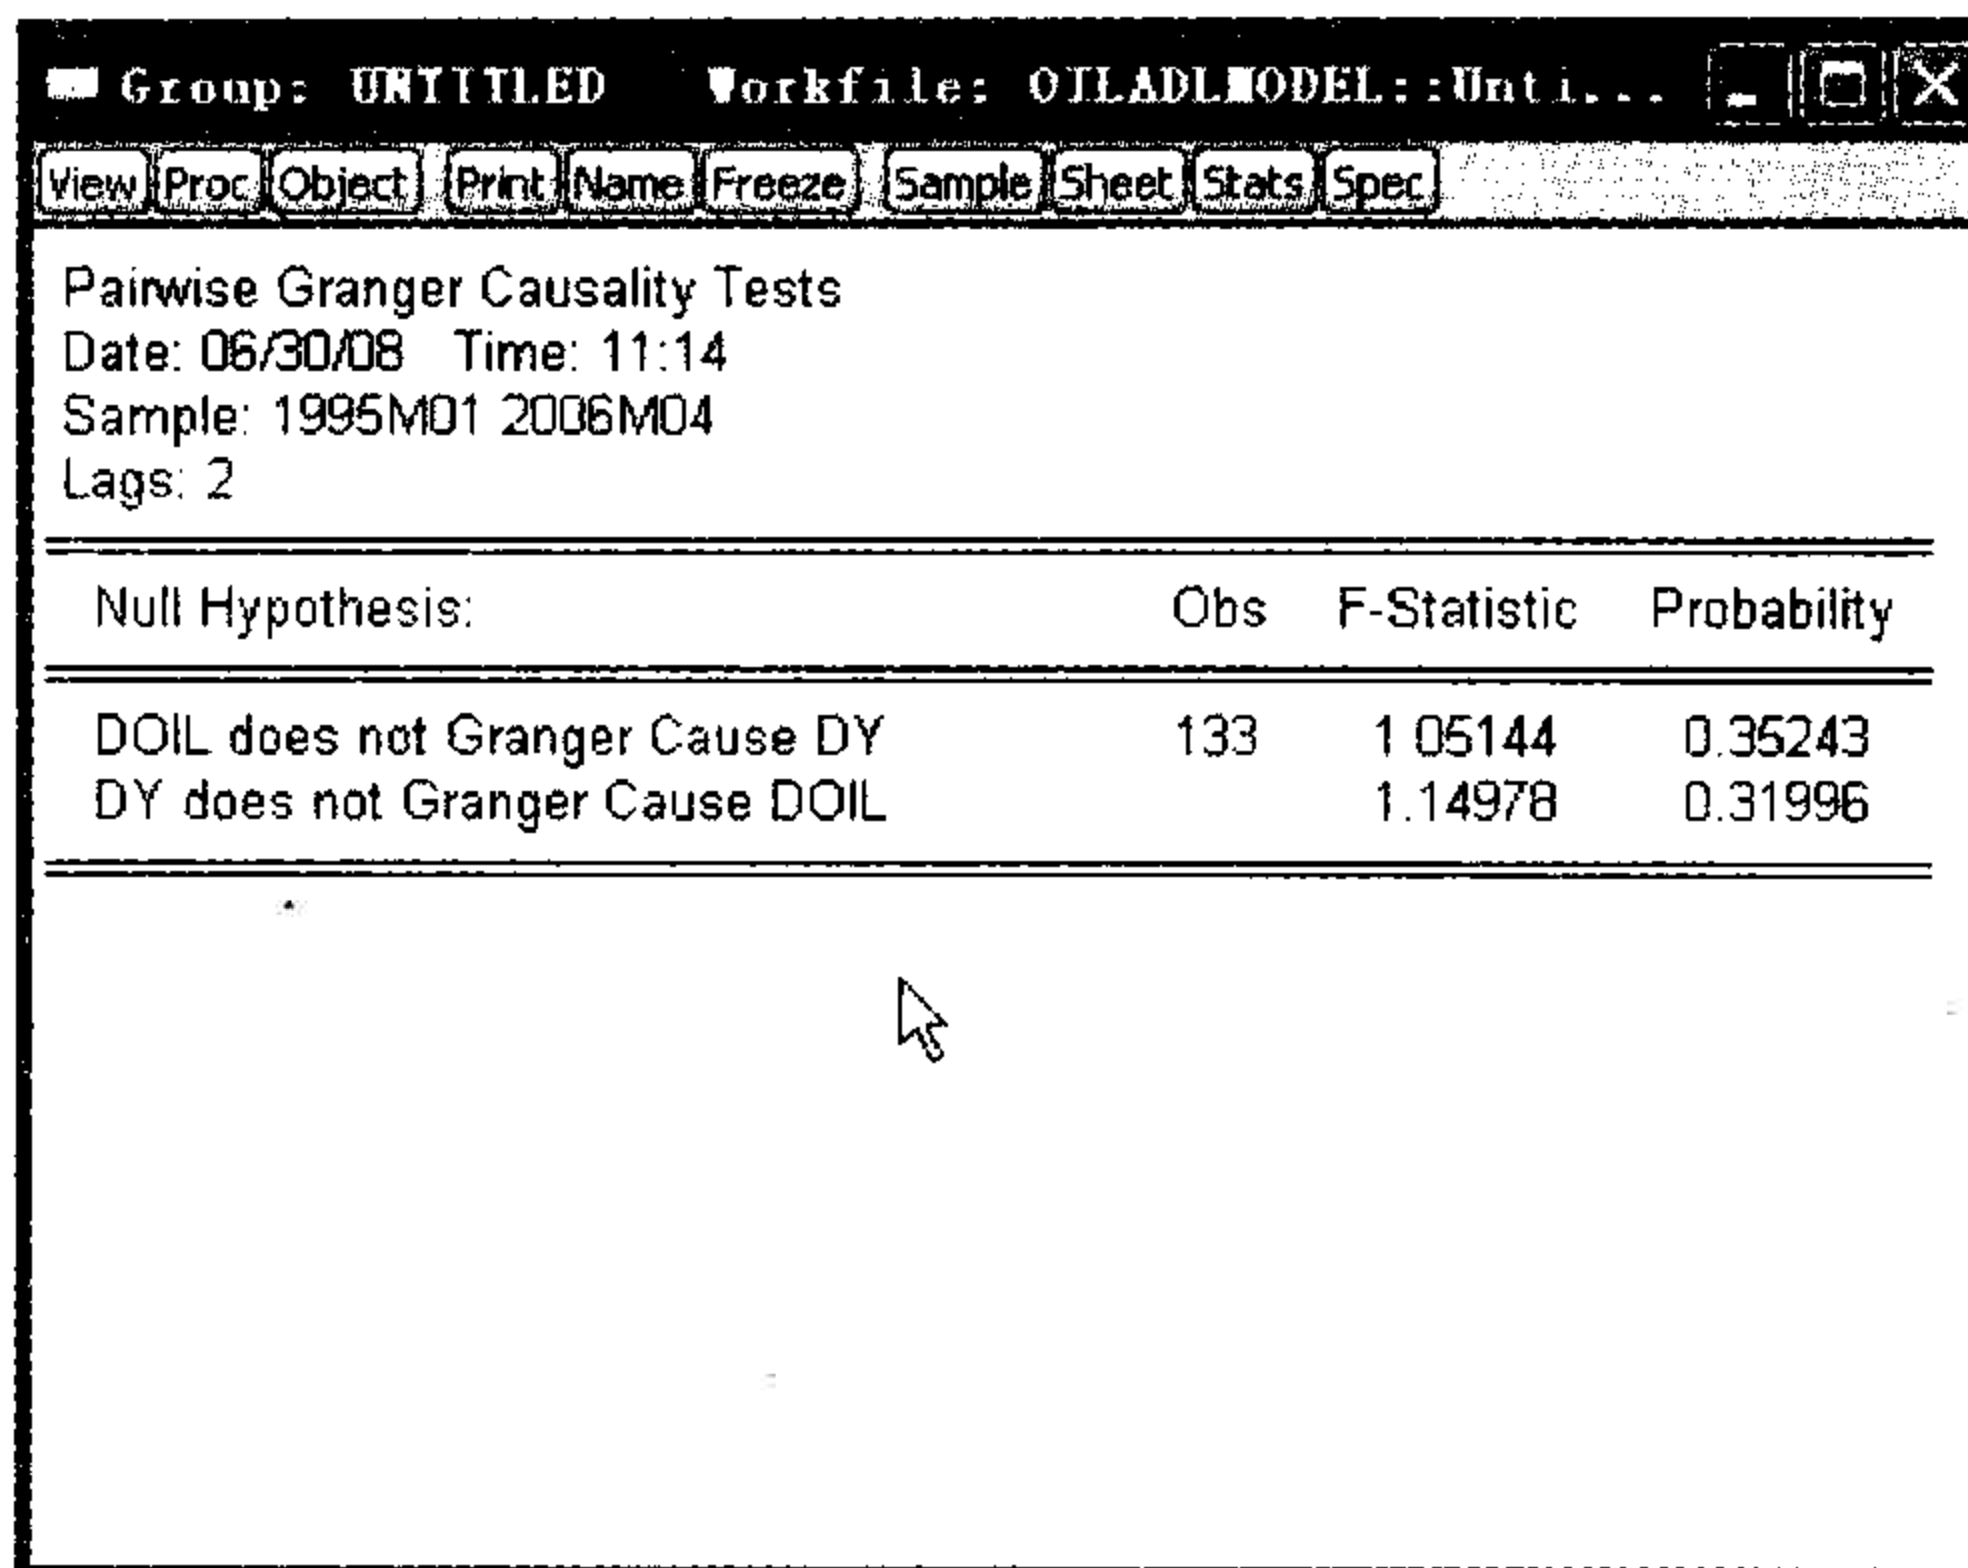 Group: UNTITLED Workfile: OILADLMODEL::Unti...
View Proc Object Print Name Freeze Sample Sheet Stats Spec
Pairwise Granger Causality Tests
Date: 06/30/08 Time: 11:14
Sample: 1995M01 2006M04
Lags: 2
Null Hypothesis: Obs F-Statistic Probability
DOIL does not Granger Cause DY 133 1.05144 0.35243
DY does not Granger Cause DOIL 1.14978 0.31996